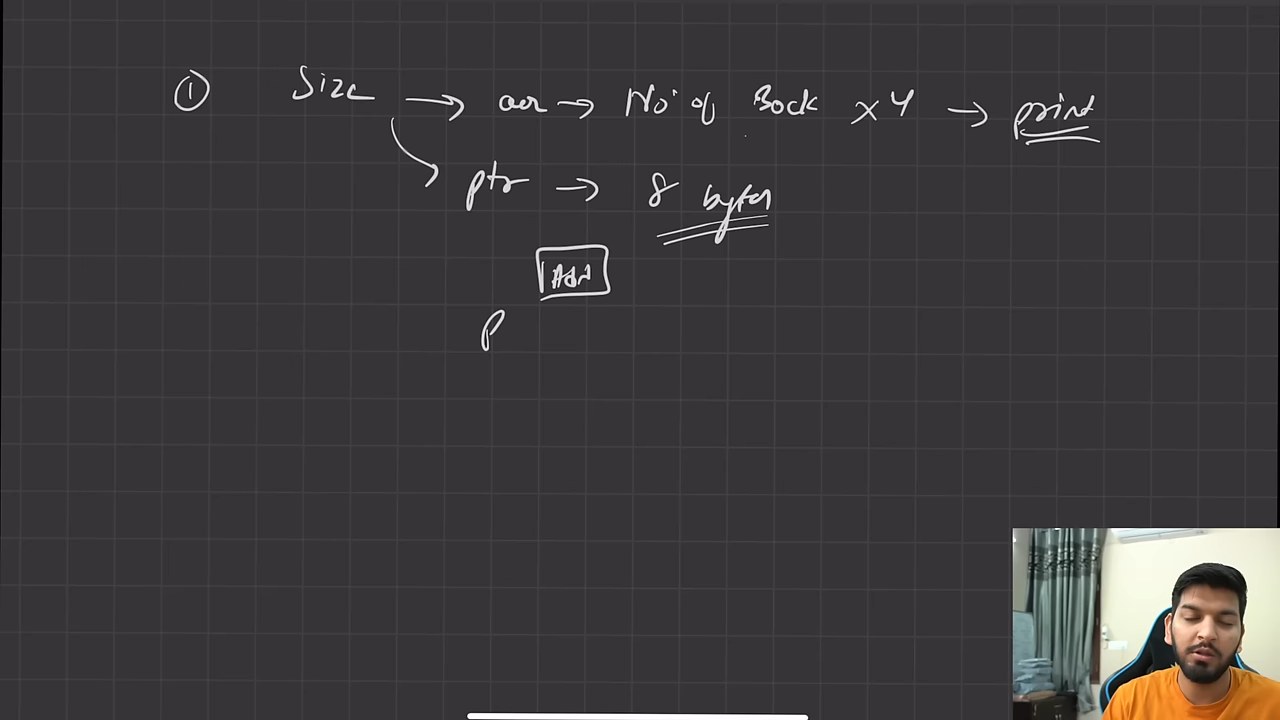 ① Size → arr → No. of Bock x 4 → print
ptr → 8 bytes
Add
P